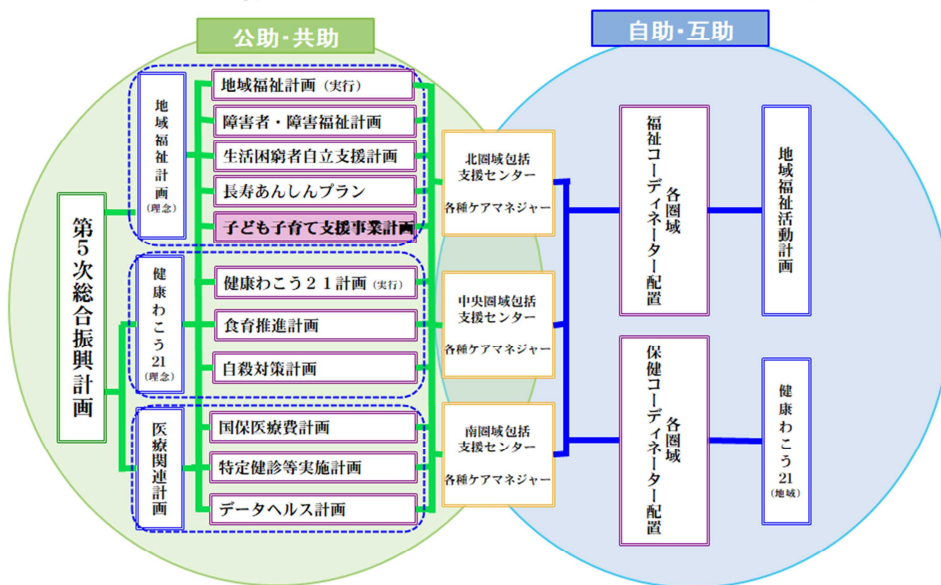 公助・共助
自助・互助
第5次総合振興計画
地域福祉計画
(理念)
地域福祉計画(実行)
障害者・障害福祉計画
生活困窮者自立支援計画
長寿あんしんプラン
子ども子育て支援事業計画
健康わこう21
(理念)
健康わこう21計画(実行)
食育推進計画
自殺対策計画
医療関連計画
国保医療費計画
特定健診等実施計画
データヘルス計画
北圏域包括
支援センター
各種ケアマネジャー
中央圏域包括
支援センター
各種ケアマネジャー
南圏域包括
支援センター
各種ケアマネジャー
各圏域
福祉コーディネーター配置
地域福祉活動計画
各圏域
保健コーディネーター配置
健康わこう21
(地域)